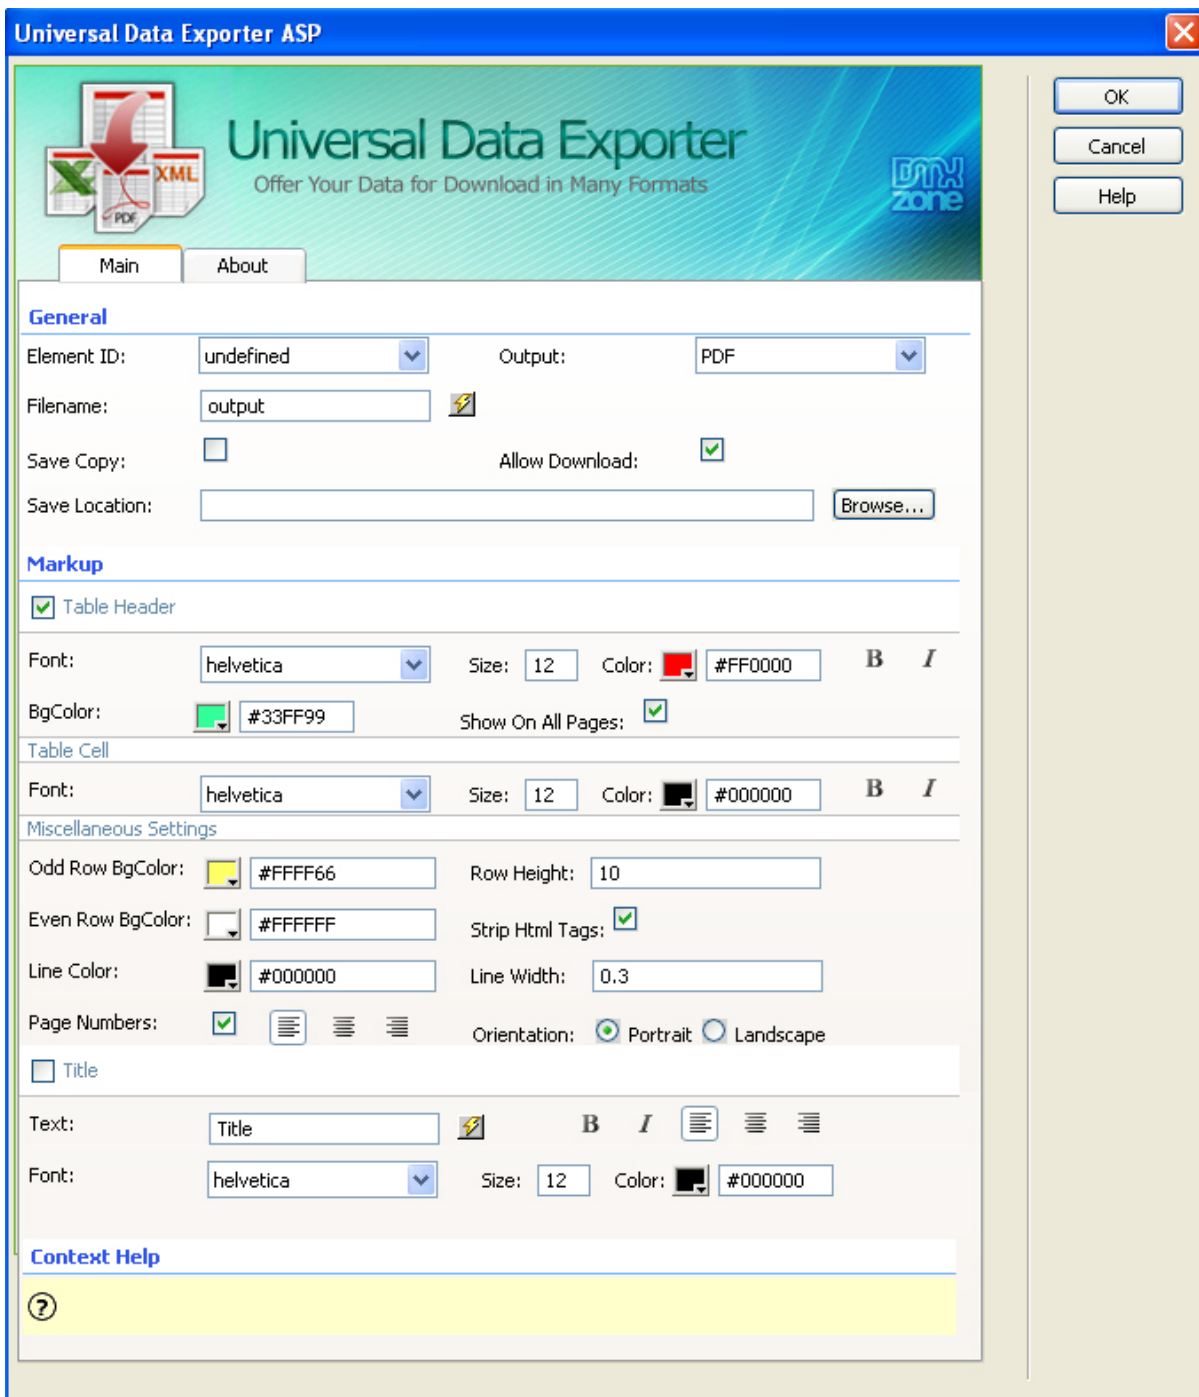 Universal Data Exporter ASP
OK
Cancel
Help
Universal Data Exporter
Offer Your Data for Download in Many Formats
XML
PDF
DMX
zone
Main About
General
Element ID: undefined Output: PDF
Filename: output
Save Copy: Allow Download:
Save Location: Browse...
Markup
Table Header
Font: helvetica Size: 12 Color: #FF0000 B I
BgColor: #33FF99 Show On All Pages:
Table Cell
Font: helvetica Size: 12 Color: #000000 B I
Miscellaneous Settings
Odd Row BgColor: #FFFF66 Row Height: 10
Even Row BgColor: #FFFFFF Strip Html Tags:
Line Color: #000000 Line Width: 0.3
Page Numbers: Orientation: Portrait Landscape
Title
Text: Title B I
Font: helvetica Size: 12 Color: #000000
Context Help
?